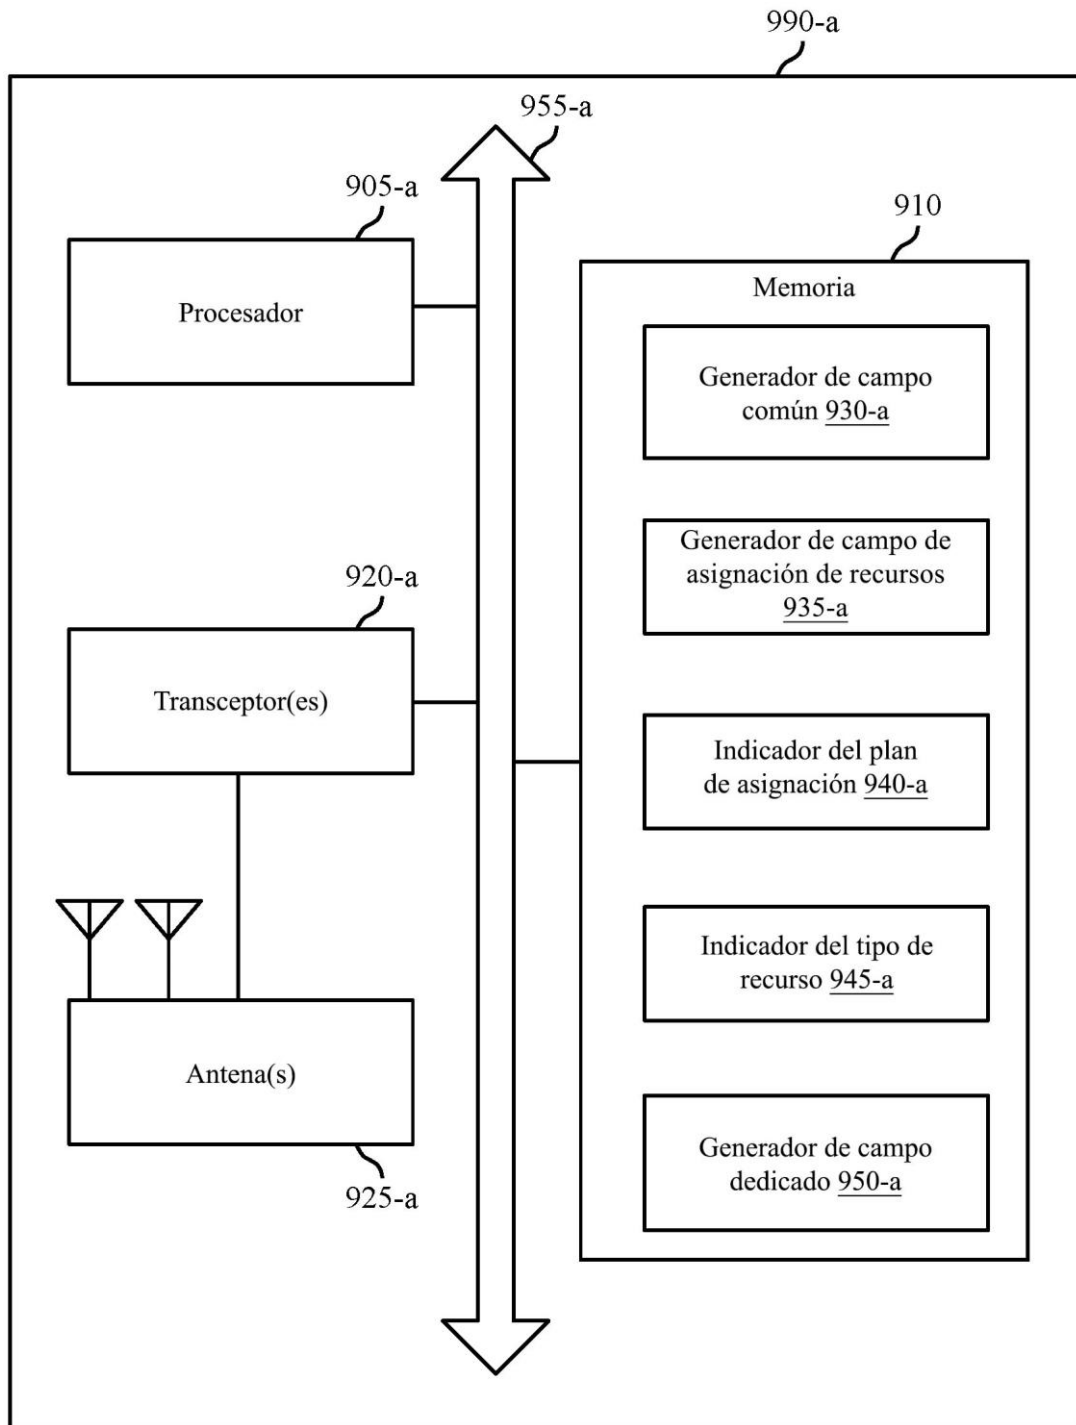 990-a
955-a
905-a
910
Procesador
Memoria
Generador de campo
común 930-a
Generador de campo de
asignación de recursos
935-a
920-a
Transceptor(es)
Indicador del plan
de asignación 940-a
Indicador del tipo de
recurso 945-a
Antena(s)
925-a
Generador de campo
dedicado 950-a